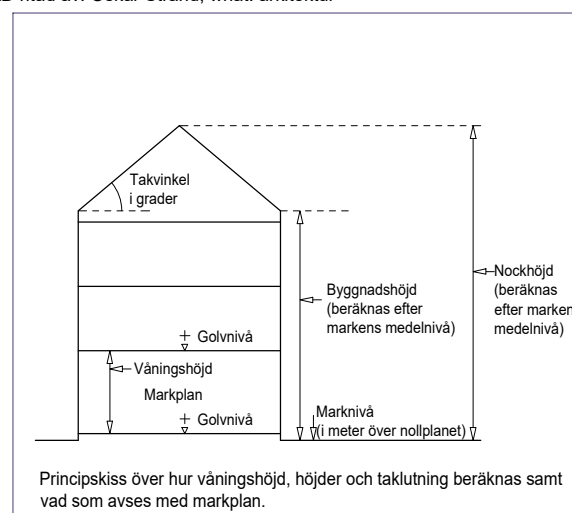 Takvinkel
i grader
Nockhöjd
(beräknas
efter marken
medelnivå)
Byggnadshöjd
(beräknas efter
markens medelnivå)
Golvnivå
Våningshöjd
Markplan
Golvnivå
Marknivå
(i meter över nollplanet)
Principskiss över hur våningshöjd, höjder och taklutning beräknas samt
vad som avses med markplan.